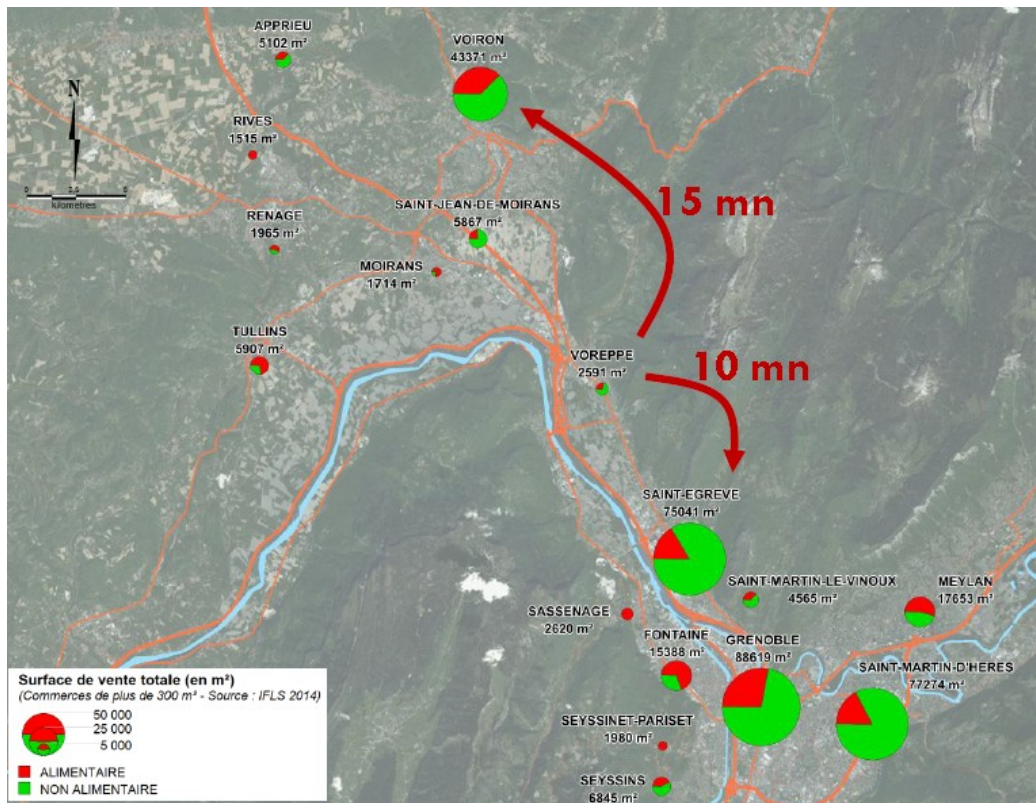 APPRIEU
5102 m²
VOIRON
43371 m²
N
RIVES
1515 m²
kilomètres
15 mn
SAINT-JEAN-DE-MOIRANS
5867 m²
RENAGE
1965 m²
MOIRANS
1714 m²
TULLINS
5907 m²
VOREPPE
2591 m²
10 mn
SAINT-EGREVE
75041 m²
SAINT-MARTIN-LE-VINOUX
4565 m²
MEYLAN
17653 m²
SASSENAGE
2620 m²
FONTAINE
15388 m²
GRENOBLE
88619 m²
SAINT-MARTIN-D'HERES
77274 m²
SEYSSINET-PARISET
1980 m²
SEYSSINS
6845 m²
Surface de vente totale (en m²)
(Commerces de plus de 300 m² - Source : IFLS 2014)
50 000
25 000
5 000
ALIMENTAIRE
NON ALIMENTAIRE